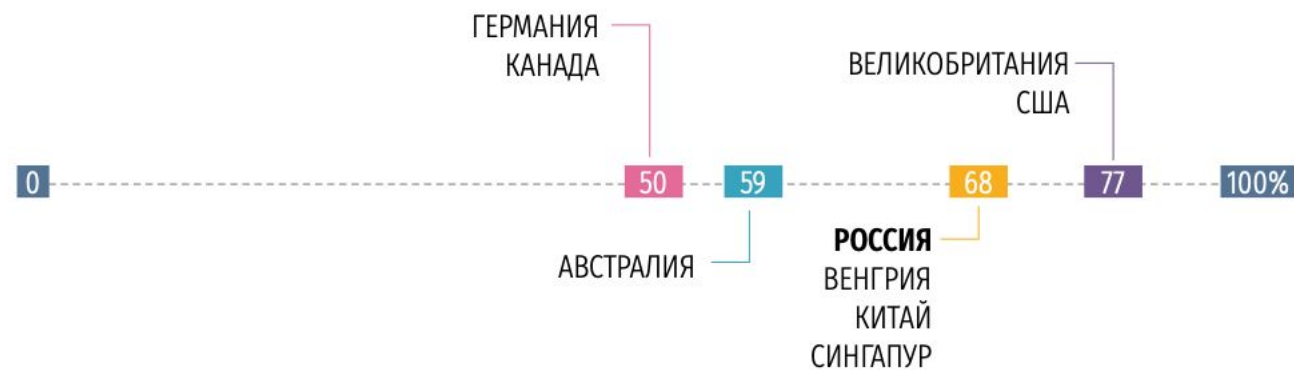 ГЕРМАНИЯ
КАНАДА
ВЕЛИКОБРИТАНИЯ
США
0 50 59 68 77 100%
АВСТРАЛИЯ
РОССИЯ
ВЕНГРИЯ
КИТАЙ
СИНГАПУР